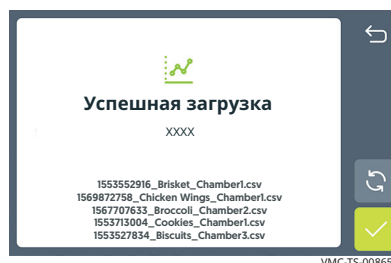 Успешная загрузка
XXXX
1553552916_Brisket_Chamber1.csv
1569872758_Chicken Wings_Chamber1.csv
1567707633_Broccoli_Chamber2.csv
1553713004_Cookies_Chamber1.csv
1553527834_Biscuits_Chamber3.csv
VMC-TS-00865